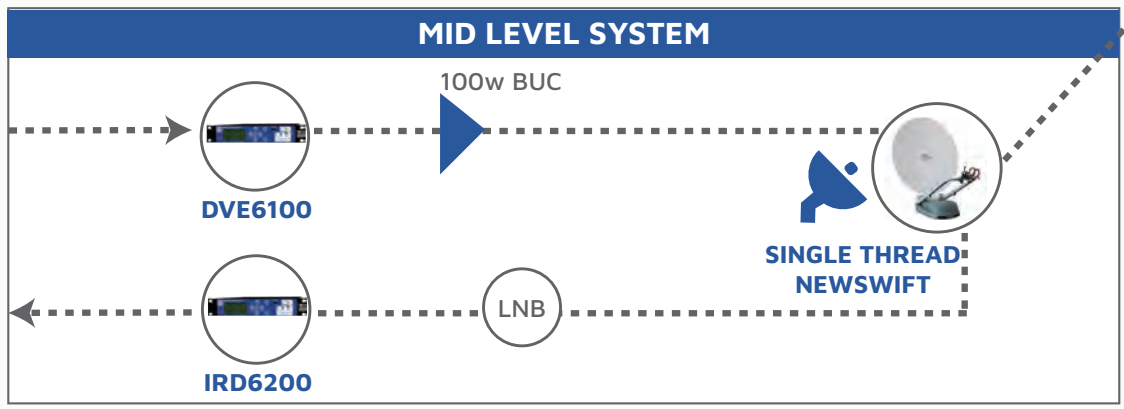 MID LEVEL SYSTEM
100w BUC
DVE6100
SINGLE THREAD
NEWSWIFT
LNB
IRD6200